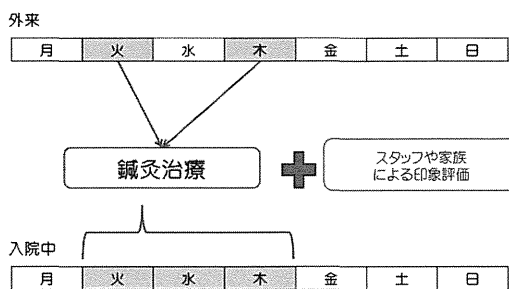 外来
月 火 水 木 金 土 日
鍼灸治療
スタッフや家族
による印象評価
入院中
月 火 水 木 金 土 日